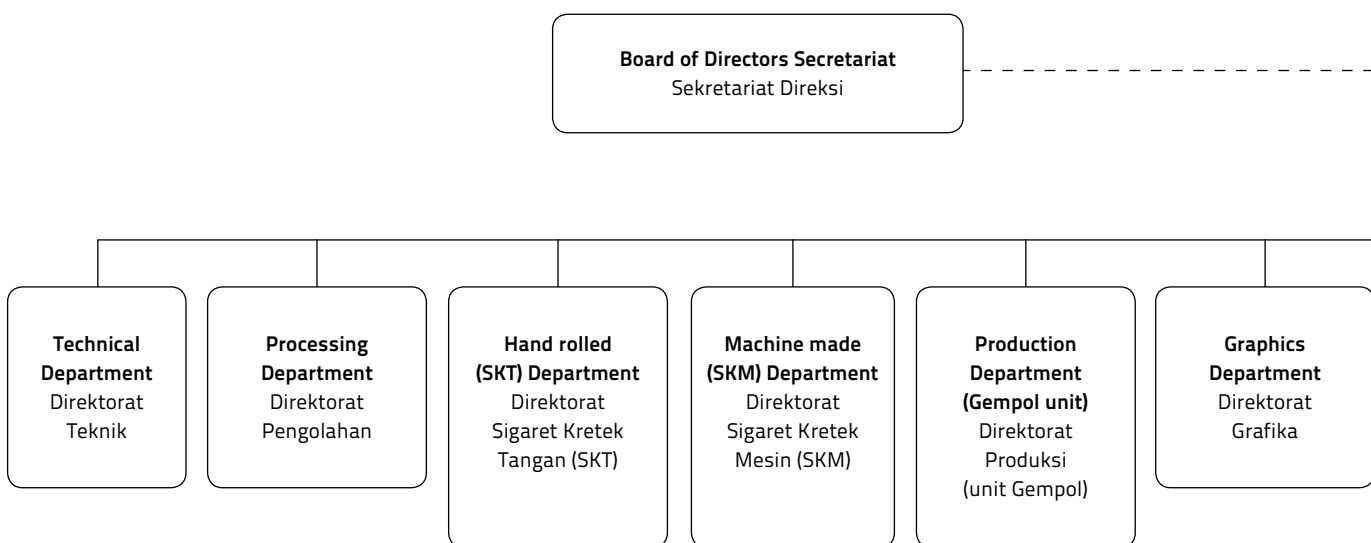 Board of Directors Secretariat
Sekretariat Direksi
Technical
Department
Direktorat
Teknik
Processing
Department
Direktorat
Pengolahan
Hand rolled
(SKT) Department
Direktorat
Sigaret Kretek
Tangan (SKT)
Machine made
(SKM) Department
Direktorat
Sigaret Kretek
Mesin (SKM)
Production
Department
(Gempol unit)
Direktorat
Produksi
(unit Gempol)
Graphics
Department
Direktorat
Grafika